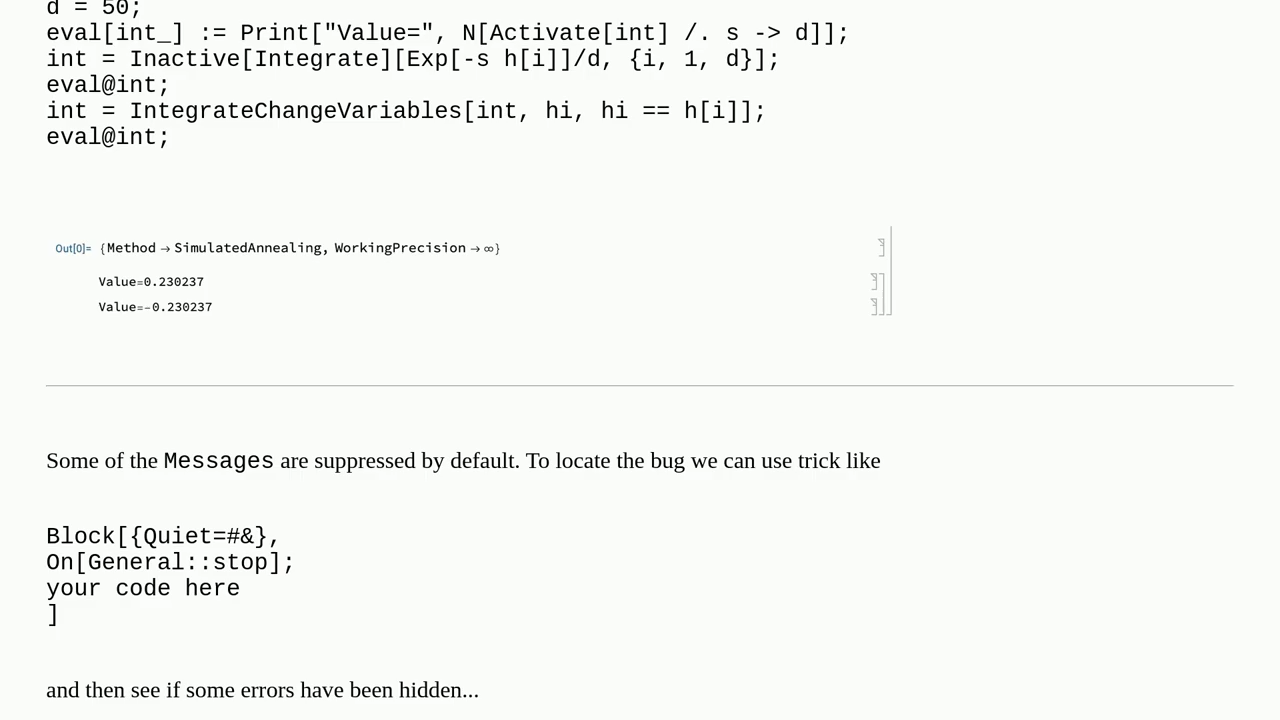 d = 50;
eval[int_] := Print["Value=", N[Activate[int] /. s -> d]];
int = Inactive[Integrate][Exp[-s h[i]]/d, {i, 1, d}];
eval@int;
int = IntegrateChangeVariables[int, hi, hi == h[i]];
eval@int;
Out[0]= {Method → SimulatedAnnealing, WorkingPrecision → ∞}
Value=0.230237
Value=-0.230237
Some of the Messages are suppressed by default. To locate the bug we can use trick like
Block[{Quiet=#&},
On[General::stop];
your code here
]
and then see if some errors have been hidden...